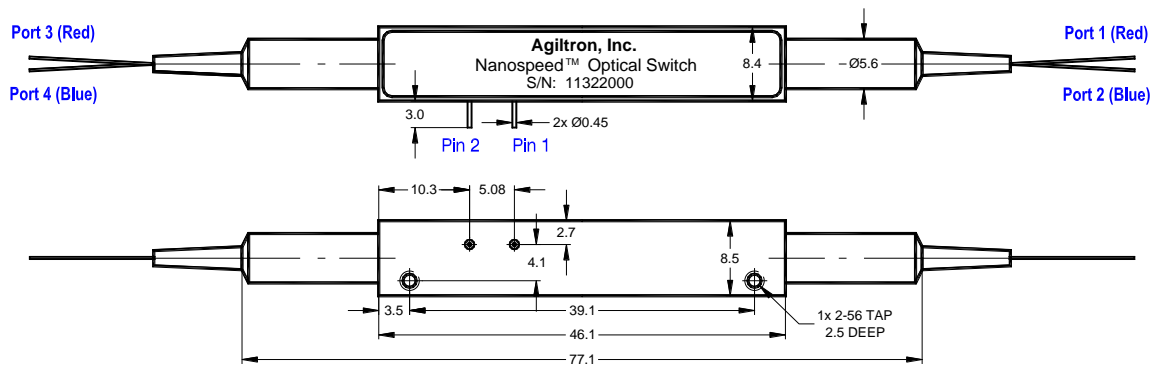 Port 3 (Red)
Port 4 (Blue)
Agiltron, Inc.
Nanospeed™ Optical Switch
S/N: 11322000
8.4
Ø5.6
Port 1 (Red)
Port 2 (Blue)
3.0
2x Ø0.45
Pin 2
Pin 1
10.3
5.08
2.7
4.1
8.5
3.5
39.1
1x 2-56 TAP
2.5 DEEP
46.1
77.1